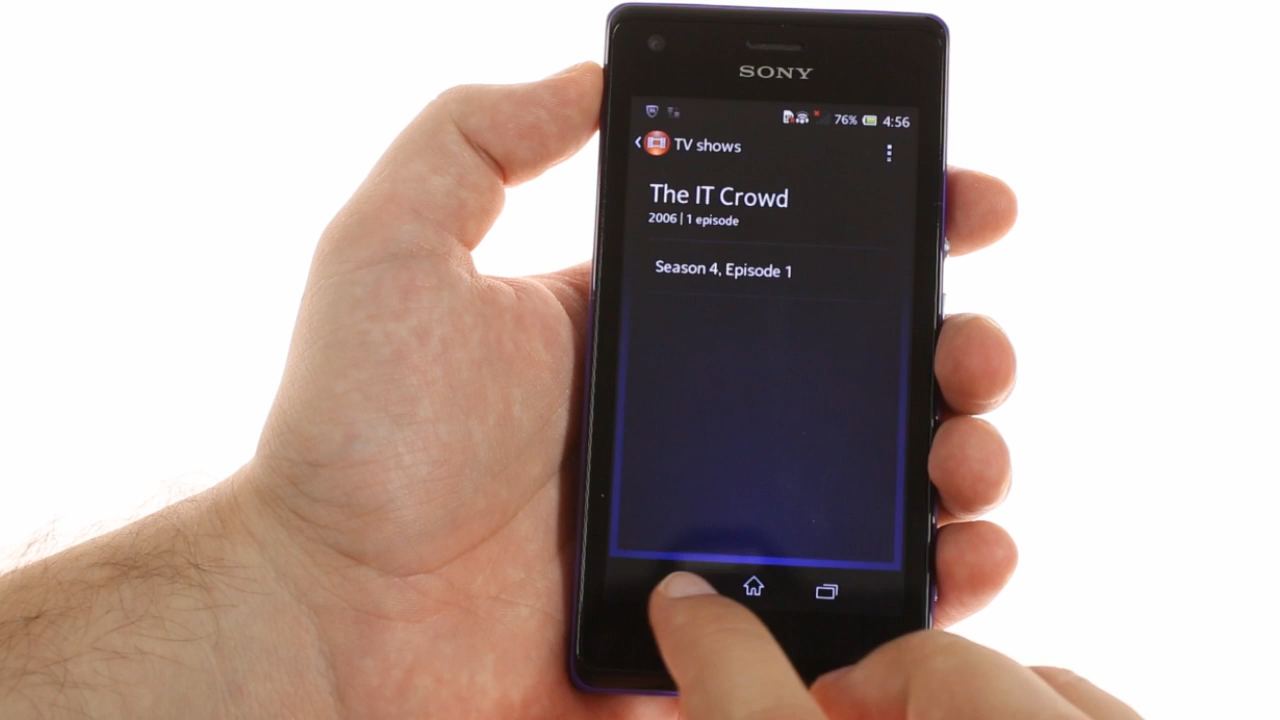 SONY
76% 4:56
TV shows
The IT Crowd
2006 | 1 episode
Season 4, Episode 1